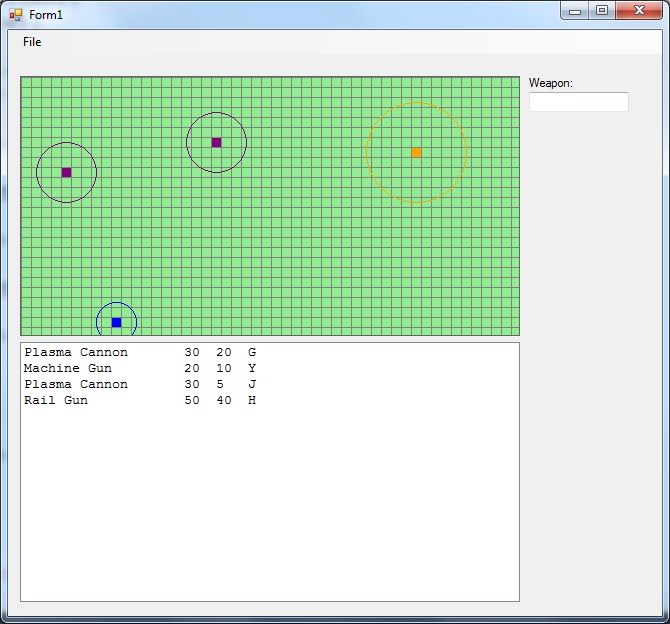 Form1
File
Weapon:
Plasma Cannon 30 20 G
Machine Gun 20 10 Y
Plasma Cannon 30 5 J
Rail Gun 50 40 H